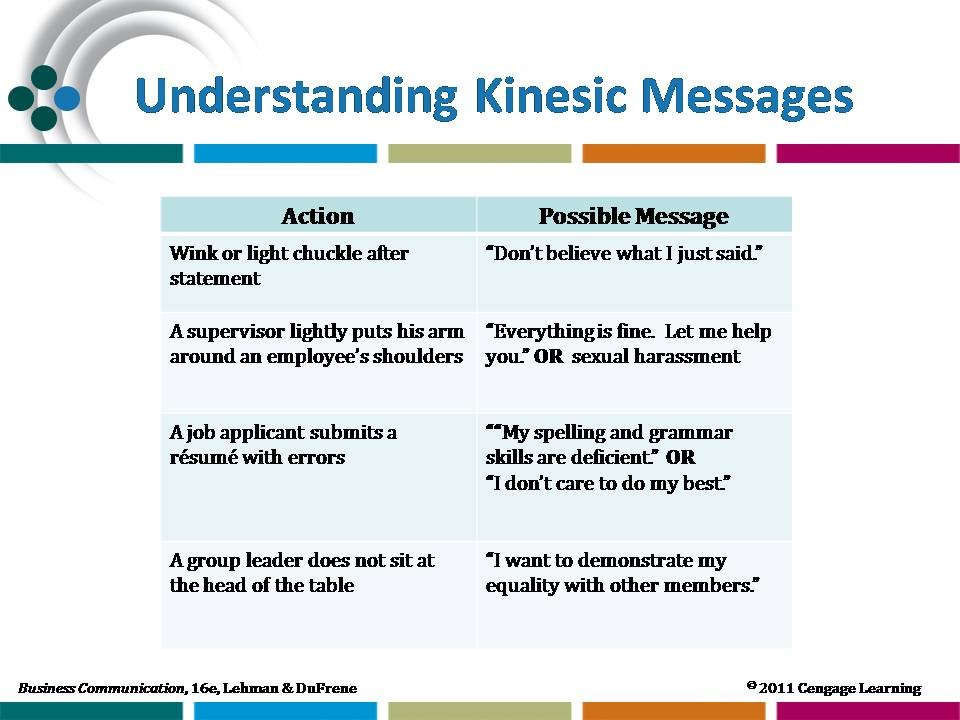 Understanding Kinesic Messages
Action
Possible Message
Wink or light chuckle after
statement
“Don’t believe what I just said.”
A supervisor lightly puts his arm
around an employee’s shoulders
“Everything is fine.  Let me help
you.” OR  sexual harassment
A job applicant submits a
résumé with errors
““My spelling and grammar
skills are deficient.”  OR
“I don’t care to do my best.”
A group leader does not sit at
the head of the table
“I want to demonstrate my
equality with other members.”
Business Communication, 16e, Lehman & DuFrene
© 2011 Cengage Learning